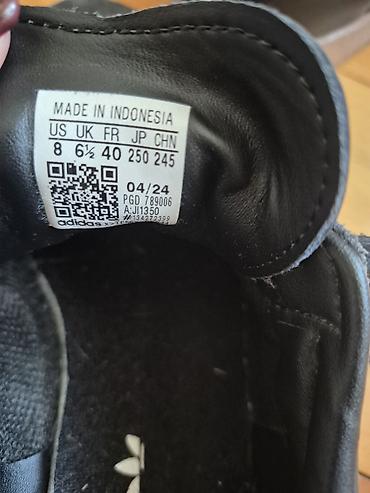 MADE IN INDONESIA
US UK FR JP CHN
8 6½ 40 250 245
04/24
PGD 789006
A:JI1350
adidas